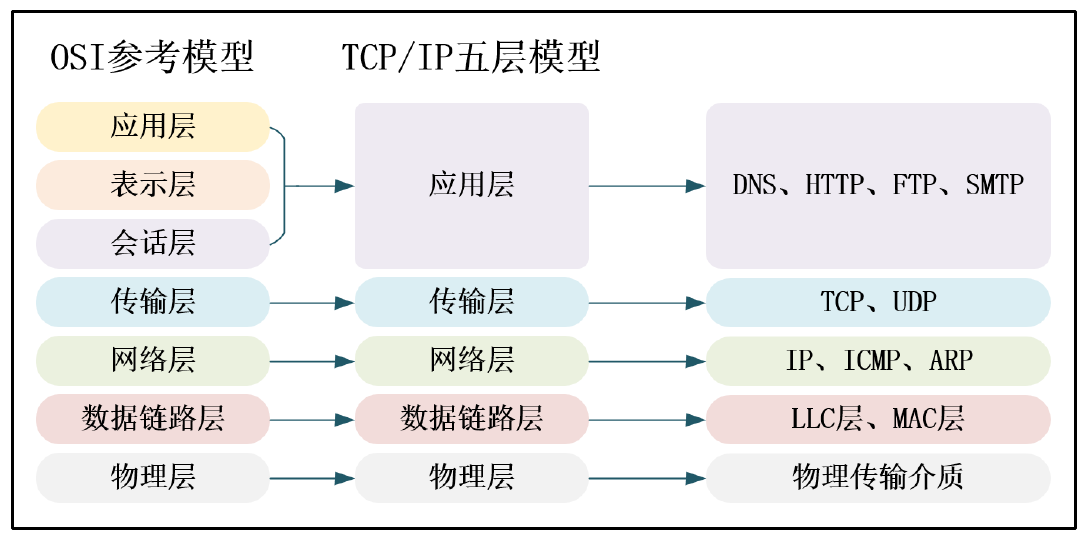 OSI参考模型 TCP/IP五层模型
应用层
表示层
会话层
应用层
DNS、HTTP、FTP、SMTP
传输层 传输层 TCP、UDP
网络层 网络层 IP、ICMP、ARP
数据链路层 数据链路层 LLC层、MAC层
物理层 物理层 物理传输介质